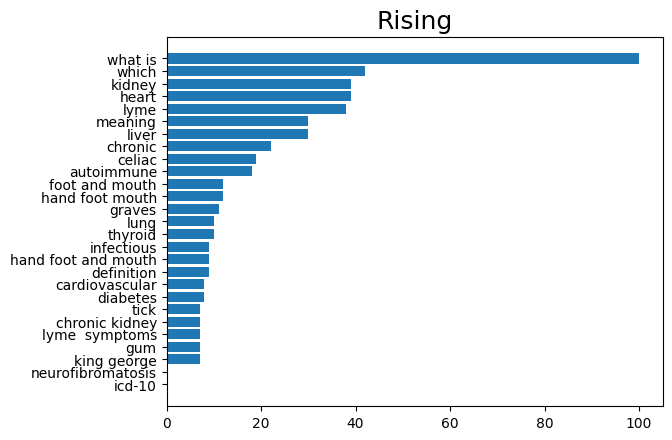 Rising
what is
which
kidney
heart
lyme
meaning
liver
chronic
celiac
autoimmune
foot and mouth
hand foot mouth
graves
lung
thyroid
infectious
hand foot and mouth
definition
cardiovascular
diabetes
tick
chronic kidney
lyme  symptoms
gum
king george
neurofibromatosis
icd-10
0 20 40 60 80 100